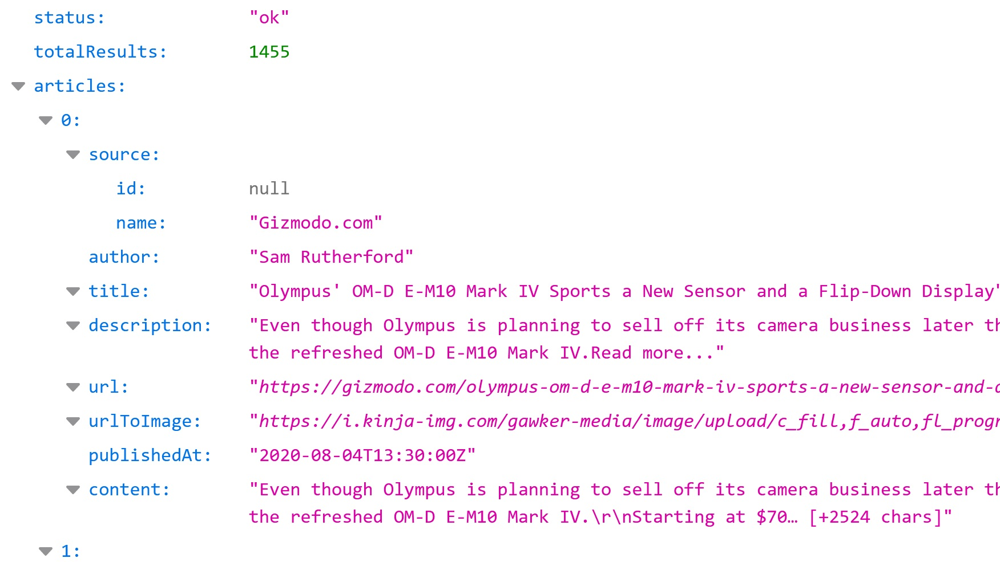 status: "ok"
totalResults: 1455
articles:
0:
source:
id: null
name: "Gizmodo.com"
author: "Sam Rutherford"
title: "Olympus' OM-D E-M10 Mark IV Sports a New Sensor and a Flip-Down Display"
description: "Even though Olympus is planning to sell off its camera business later
the refreshed OM-D E-M10 Mark IV.Read more..."
url: "https://gizmodo.com/olympus-om-d-e-m10-mark-iv-sports-a-new-sensor-and-
urlToImage: "https://i.kinja-img.com/gawker-media/image/upload/c_fill,f_auto,fl_progr
publishedAt: "2020-08-04T13:30:00Z"
content: "Even though Olympus is planning to sell off its camera business later
the refreshed OM-D E-M10 Mark IV.\r\nStarting at $70… [+2524 chars]"
1: